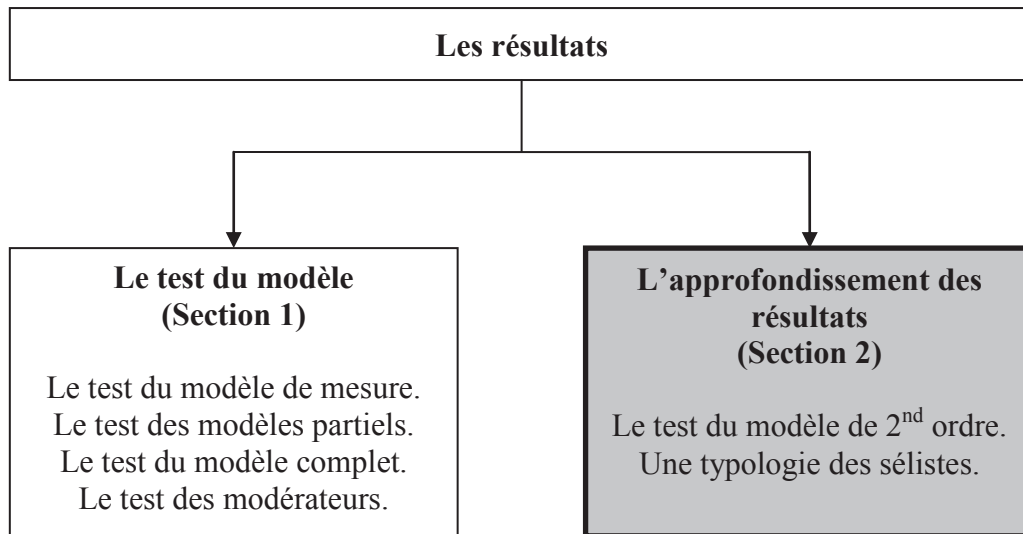 Les résultats
Le test du modèle
(Section 1)
Le test du modèle de mesure.
Le test des modèles partiels.
Le test du modèle complet.
Le test des modérateurs.
L’approfondissement des
résultats
(Section 2)
Le test du modèle de 2nd ordre.
Une typologie des sélistes.